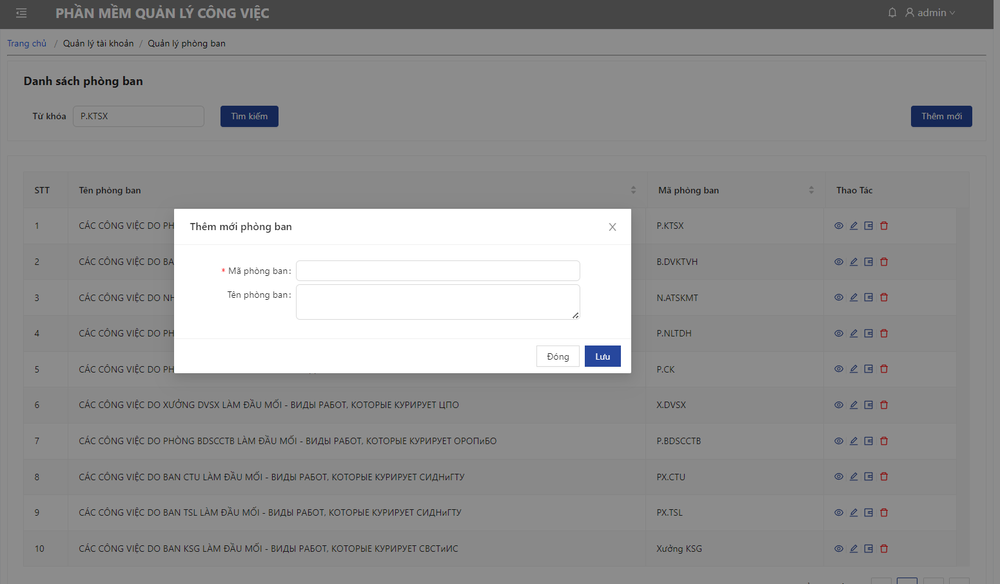 PHẦN MỀM QUẢN LÝ CÔNG VIỆC
admin
Trang chủ / Quản lý tài khoản / Quản lý phòng ban
Danh sách phòng ban
Từ khóa P.KTSX Tìm kiếm Thêm mới
STT Tên phòng ban Mã phòng ban Thao Tác
1 CÁC CÔNG VIỆC DO P.KTSX
2 CÁC CÔNG VIỆC DO B.DVKTVH
3 CÁC CÔNG VIỆC DO N.ATSKMT
4 CÁC CÔNG VIỆC DO P.NLTDH
5 CÁC CÔNG VIỆC DO P.CK
6 CÁC CÔNG VIỆC DO XƯỞNG DVSX LÀM ĐẦU MỐI - ВИДЫ РАБОТ, КОТОРЫЕ КУРИРУЕТ ЦПО X.DVSX
7 CÁC CÔNG VIỆC DO PHÒNG BDSCCTB LÀM ĐẦU MỐI - ВИДЫ РАБОТ, КОТОРЫЕ КУРИРУЕТ ОРОПиБО P.BDSCCTB
8 CÁC CÔNG VIỆC DO BAN CTU LÀM ĐẦU MỐI - ВИДЫ РАБОТ, КОТОРЫЕ КУРИРУЕТ СИДНиГТУ PX.CTU
9 CÁC CÔNG VIỆC DO BAN TSL LÀM ĐẦU MỐI - ВИДЫ РАБОТ, КОТОРЫЕ КУРИРУЕТ СИДНиГТУ PX.TSL
10 CÁC CÔNG VIỆC DO BAN KSG LÀM ĐẦU MỐI - ВИДЫ РАБОТ, КОТОРЫЕ КУРИРУЕТ СВСТиИС Xưởng KSG
Thêm mới phòng ban
* Mã phòng ban:
Tên phòng ban:
Đóng Lưu